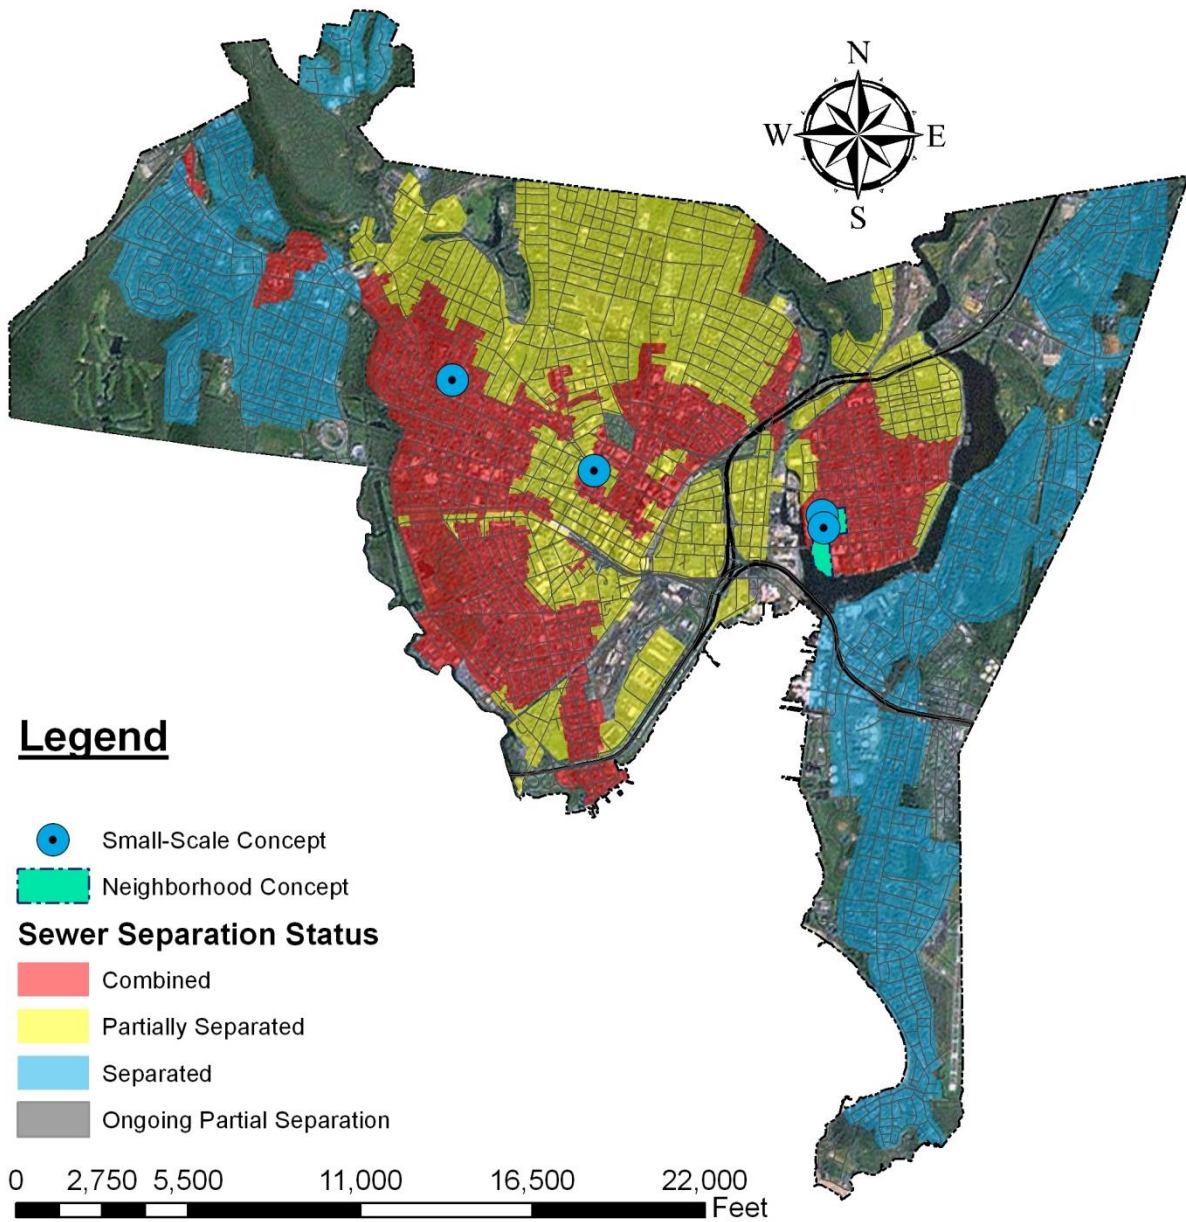 N
W E
S
Legend
Small-Scale Concept
Neighborhood Concept
Sewer Separation Status
Combined
Partially Separated
Separated
Ongoing Partial Separation
0 2,750 5,500 11,000 16,500 22,000
Feet